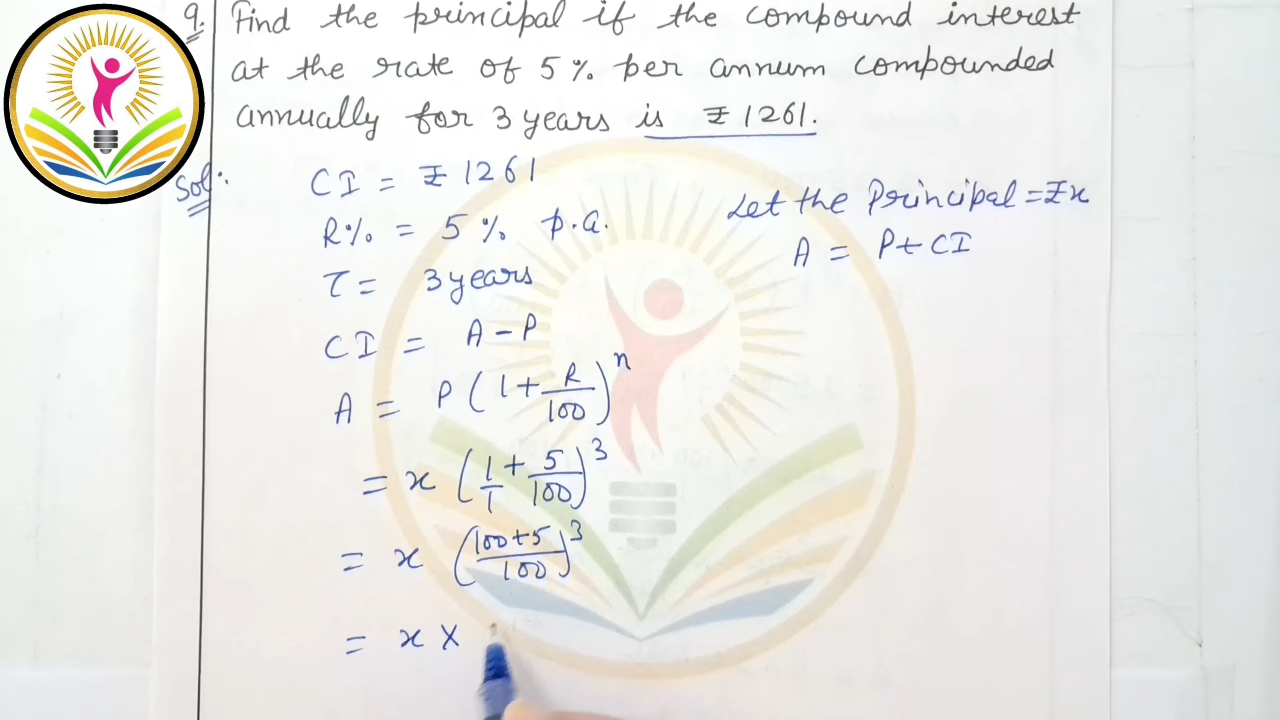 9. Find the principal if the compound interest
at the rate of 5% per annum compounded
annually for 3 years is ₹1261.
Sol:. CI = ₹1261
R% = 5% p.a.
T = 3 years
CI = A - P
A = P(1 + R/100)^n
= x(1/1 + 5/100)^3
= x((100+5)/100)^3
= x ×
Let the Principal = ₹x
A = P + CI